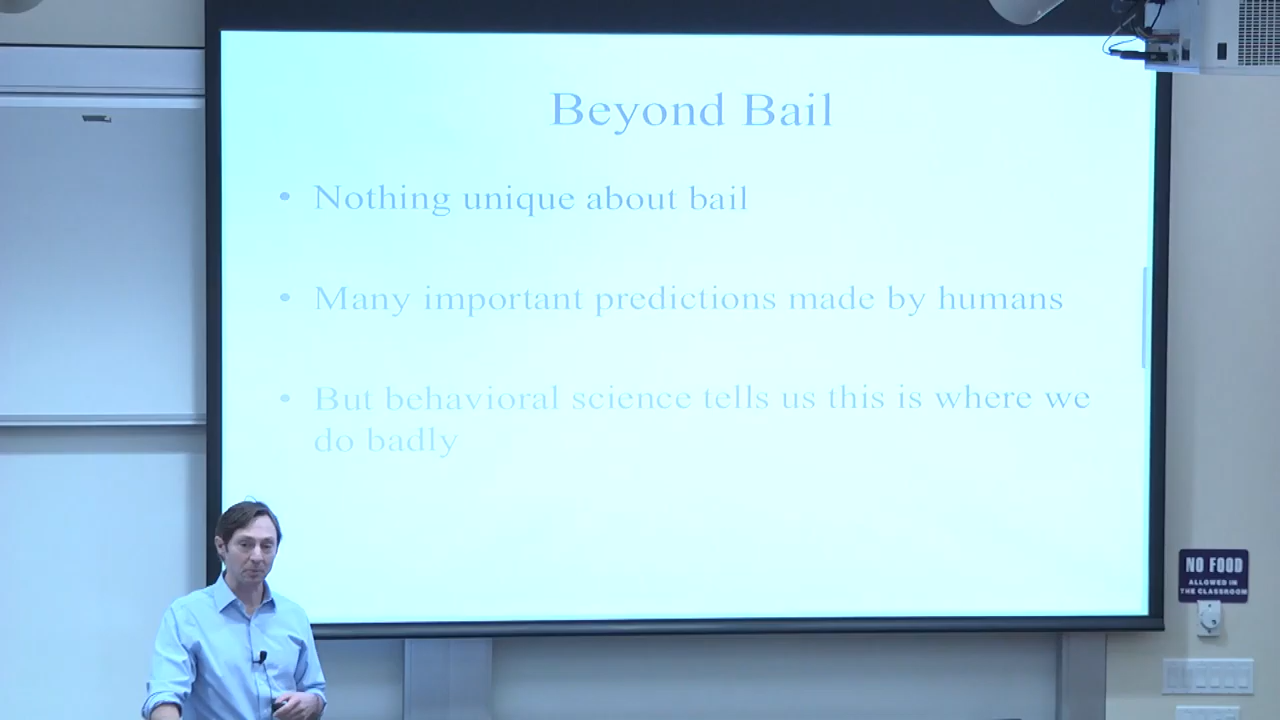 Beyond Bail
• Nothing unique about bail
• Many important predictions made by humans
• But behavioral science tells us this is where we
do badly
NO FOOD
ALLOWED IN
THE CLASSROOM